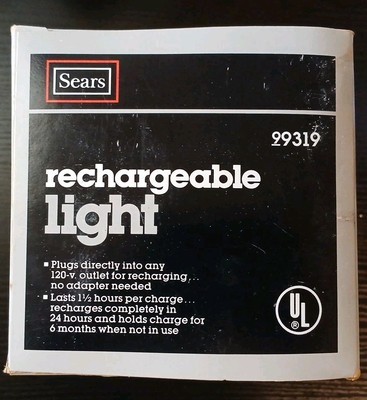 Sears
99319
rechargeable
light
▪ Plugs directly into any
120-v. outlet for recharging...
no adapter needed
▪ Lasts 1½ hours per charge...
recharges completely in
24 hours and holds charge for
6 months when not in use
UL
®